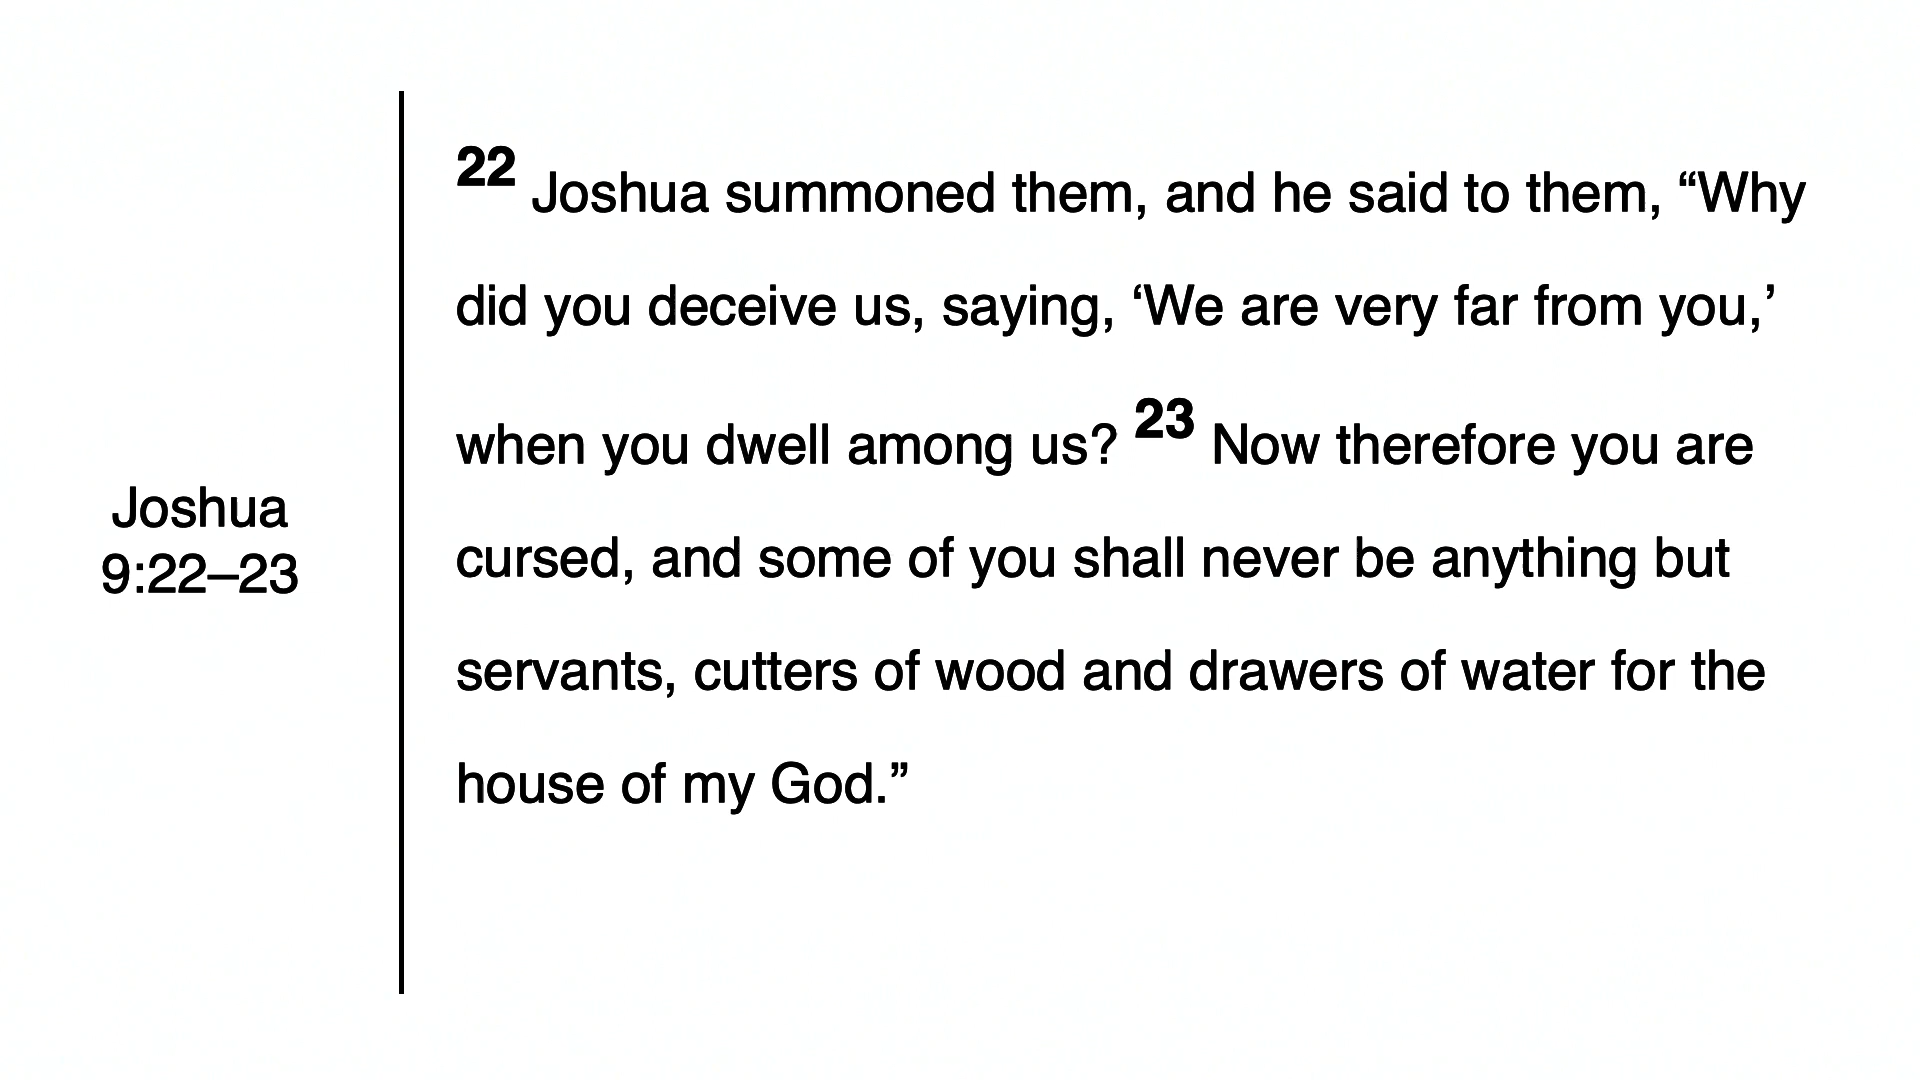 Joshua
9:22–23
22 Joshua summoned them, and he said to them, “Why
did you deceive us, saying, ‘We are very far from you,’
when you dwell among us? 23 Now therefore you are
cursed, and some of you shall never be anything but
servants, cutters of wood and drawers of water for the
house of my God.”